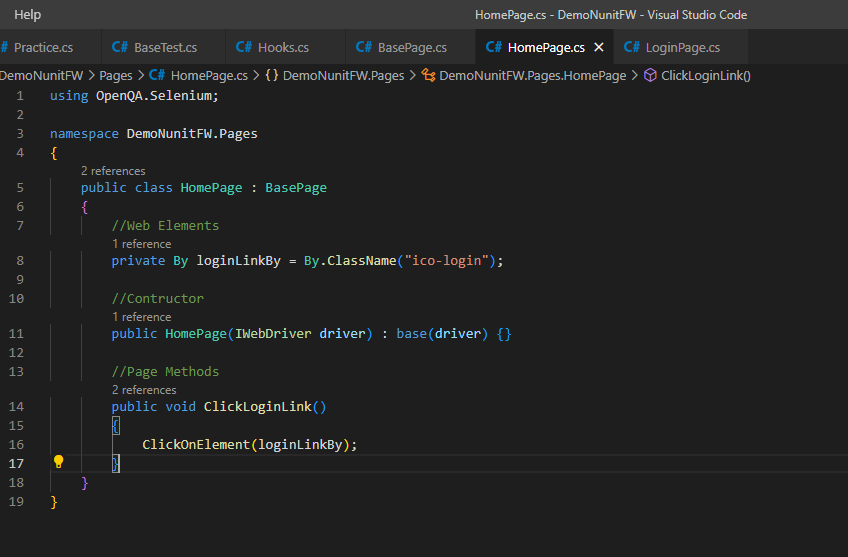 Help
HomePage.cs - DemoNunitFW - Visual Studio Code
C# Practice.cs
C# BaseTest.cs
C# Hooks.cs
C# BasePage.cs
C# HomePage.cs
C# LoginPage.cs
DemoNunitFW > Pages > C# HomePage.cs > {} DemoNunitFW.Pages > DemoNunitFW.Pages.HomePage > ClickLoginLink()
1 using OpenQA.Selenium;
2
3 namespace DemoNunitFW.Pages
4 {
2 references
5 public class HomePage : BasePage
6 {
7 //Web Elements
1 reference
8 private By loginLinkBy = By.ClassName("ico-login");
9
10 //Contructor
1 reference
11 public HomePage(IWebDriver driver) : base(driver) {}
12
13 //Page Methods
2 references
14 public void ClickLoginLink()
15 {
16 ClickOnElement(loginLinkBy);
17 }
18 }
19 }